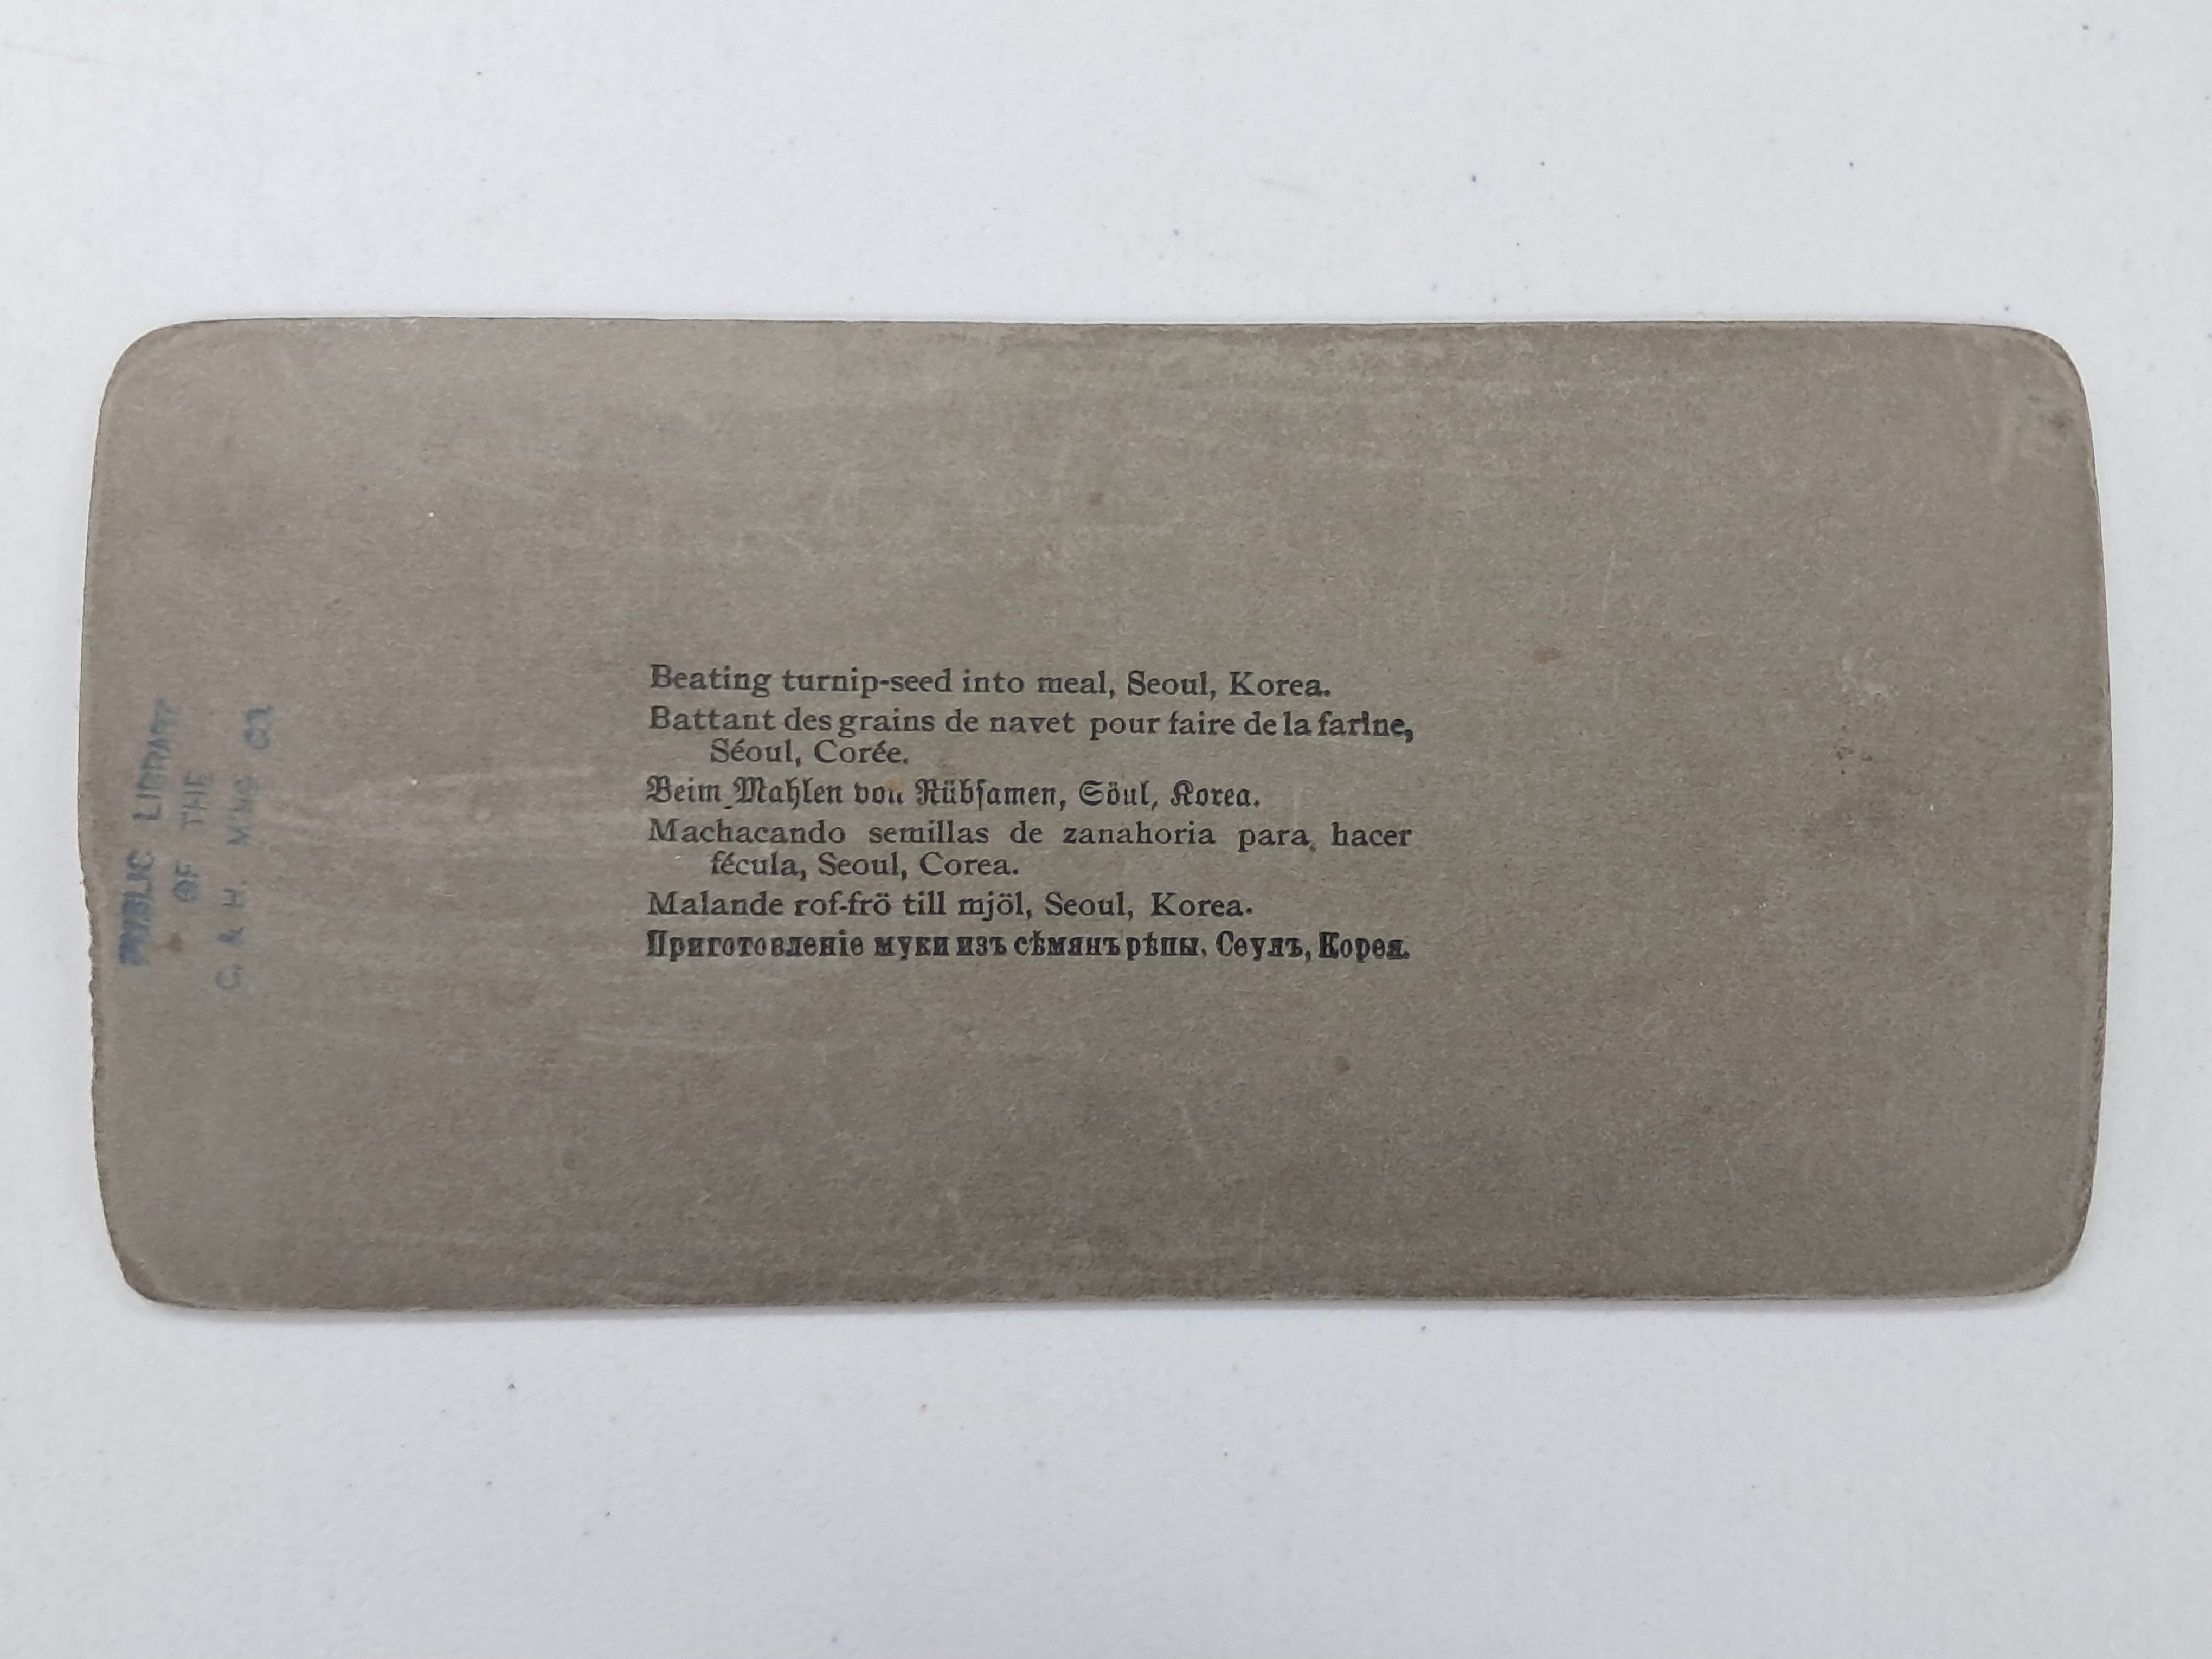 Beating turnip-seed into meal, Seoul, Korea.
Battant des grains de navet pour faire de la farine,
Séoul, Corée.
Beim Mahlen von Rübsamen, Söul, Korea.
Machacando semillas de zanahoria para hacer
fécula, Seoul, Corea.
Malande rof-frö till mjöl, Seoul, Korea.
Приготовленіе муки изъ сѣмянъ рѣпы, Сеулъ, Корея.
PUBLIC LIBRARY
OF THE
C. & H. M'NG CO.